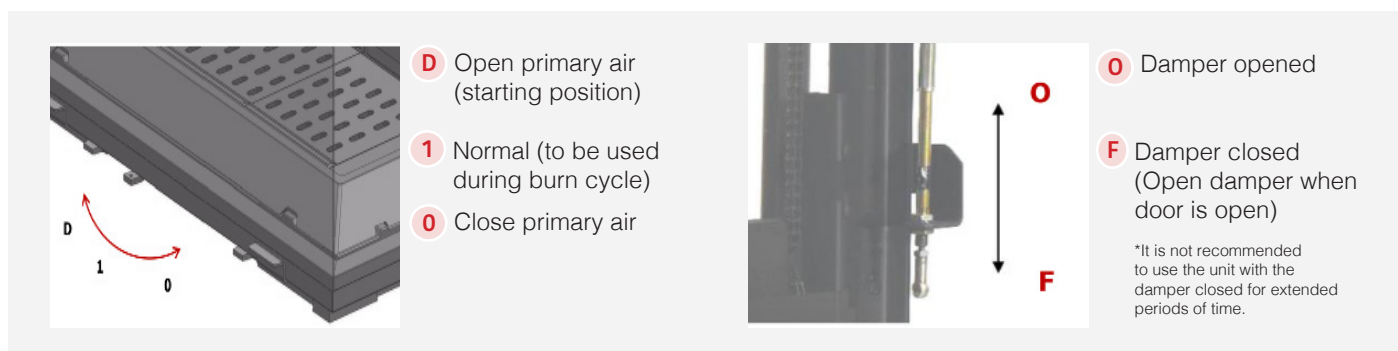 D Open primary air
(starting position)
1 Normal (to be used
during burn cycle)
0 Close primary air
D
1
0
O Damper opened
F Damper closed
(Open damper when
door is open)
*It is not recommended
to use the unit with the
damper closed for extended
periods of time.
O
F